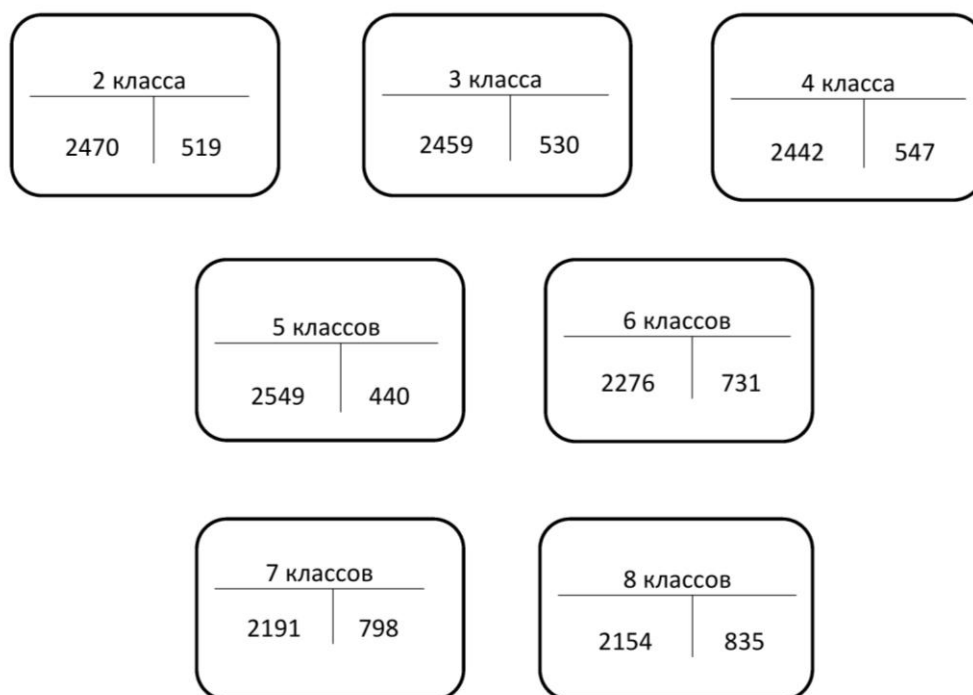 2 класса
2470 519
3 класса
2459 530
4 класса
2442 547
5 классов
2549 440
6 классов
2276 731
7 классов
2191 798
8 классов
2154 835